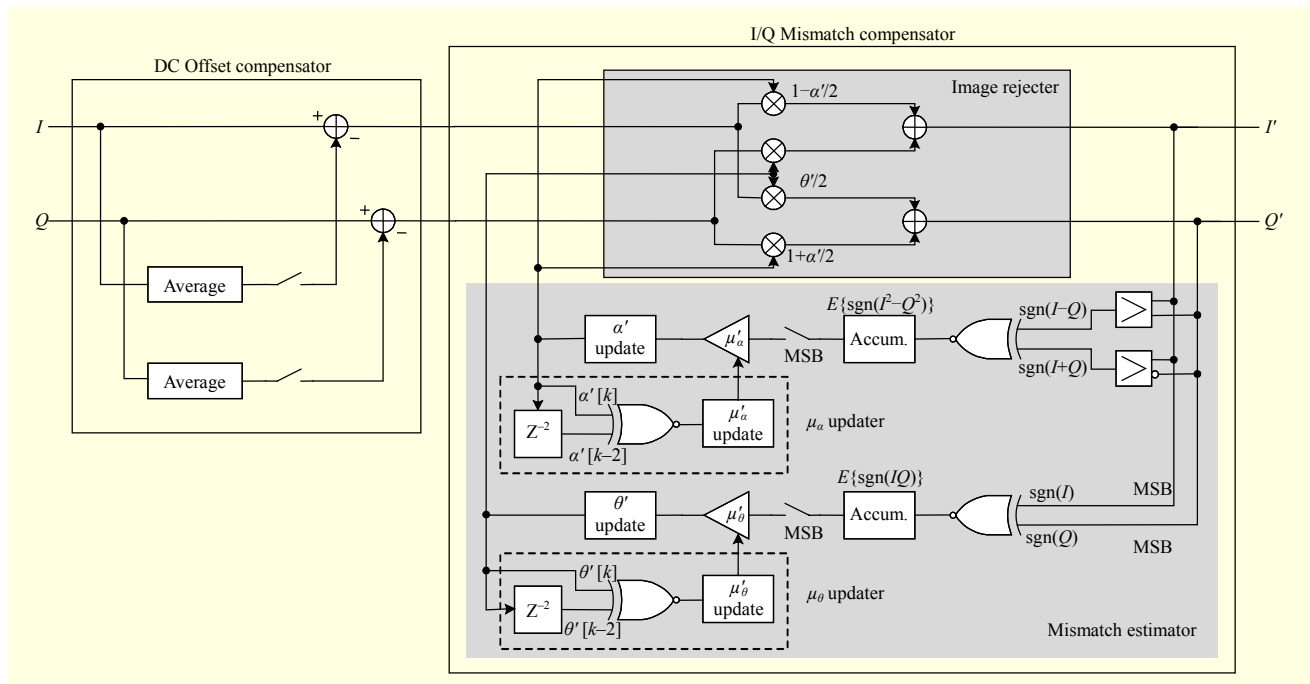 I/Q Mismatch compensator
DC Offset compensator
Image rejecter
1−α′/2
I
+
−
I′
θ′/2
Q
+
−
Q′
1+α′/2
Average
E{sgn(I²−Q²)}
sgn(I−Q)
>
α′
update
μ′α
MSB
Accum.
sgn(I+Q)
>
Average
α′[k]
Z⁻²
μ′α
update
μα updater
α′[k−2]
E{sgn(IQ)}
sgn(I)
MSB
θ′
update
μ′θ
MSB
Accum.
sgn(Q)
MSB
θ′[k]
Z⁻²
μ′θ
update
μθ updater
θ′[k−2]
Mismatch estimator